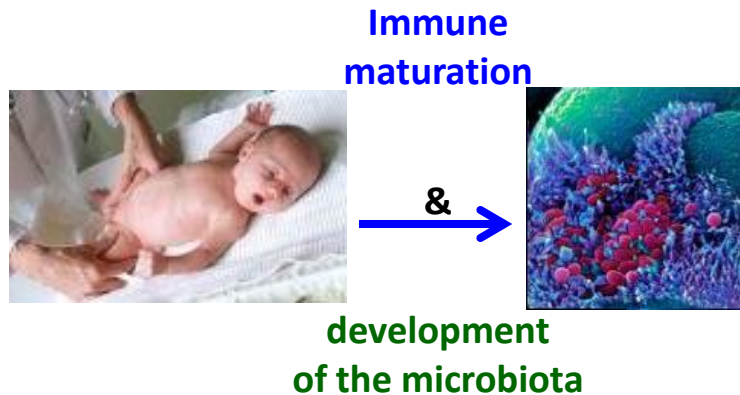 Immune
maturation
&
development
of the microbiota